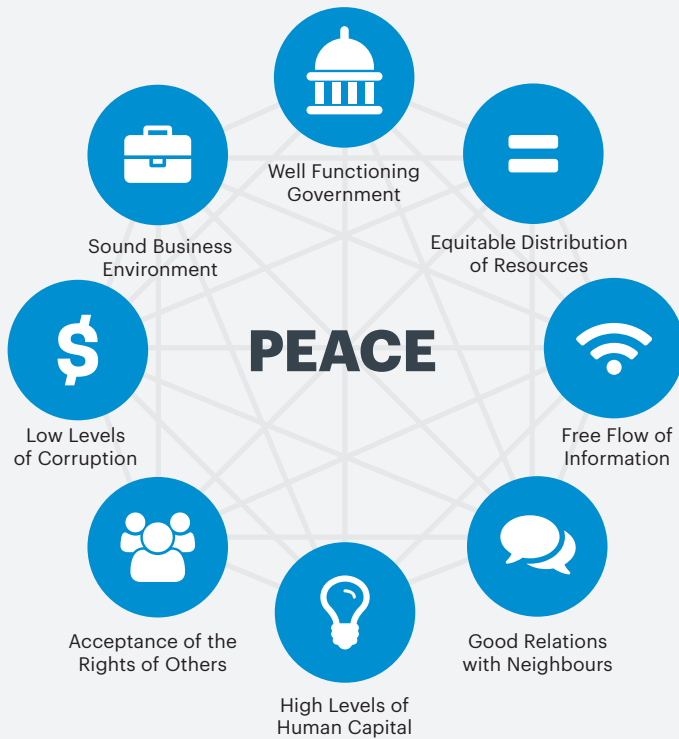 Well Functioning
Government
Sound Business
Environment
Equitable Distribution
of Resources
PEACE
$
Low Levels
of Corruption
Free Flow of
Information
Acceptance of the
Rights of Others
Good Relations
with Neighbours
High Levels of
Human Capital